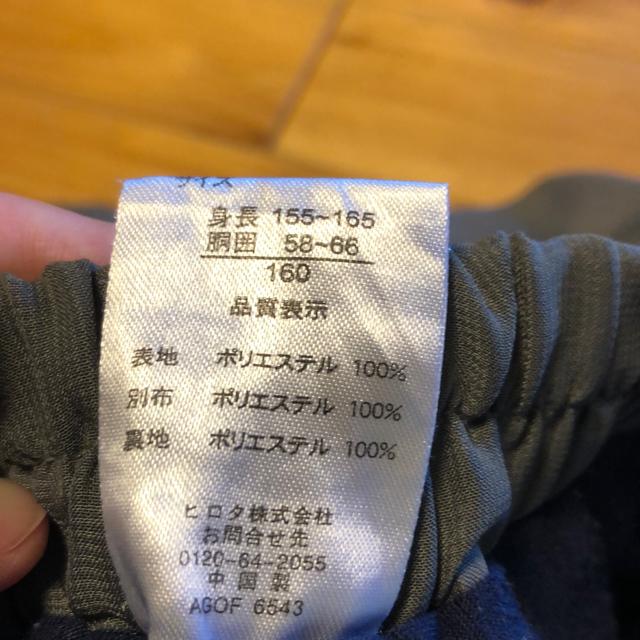 サイズ
身長 155~165
胴囲 58~66
160
品質表示
表地 ポリエステル 100%
別布 ポリエステル 100%
裏地 ポリエステル 100%
ヒロタ株式会社
お問合せ先
0120-64-2055
中国製
AGOF 6543